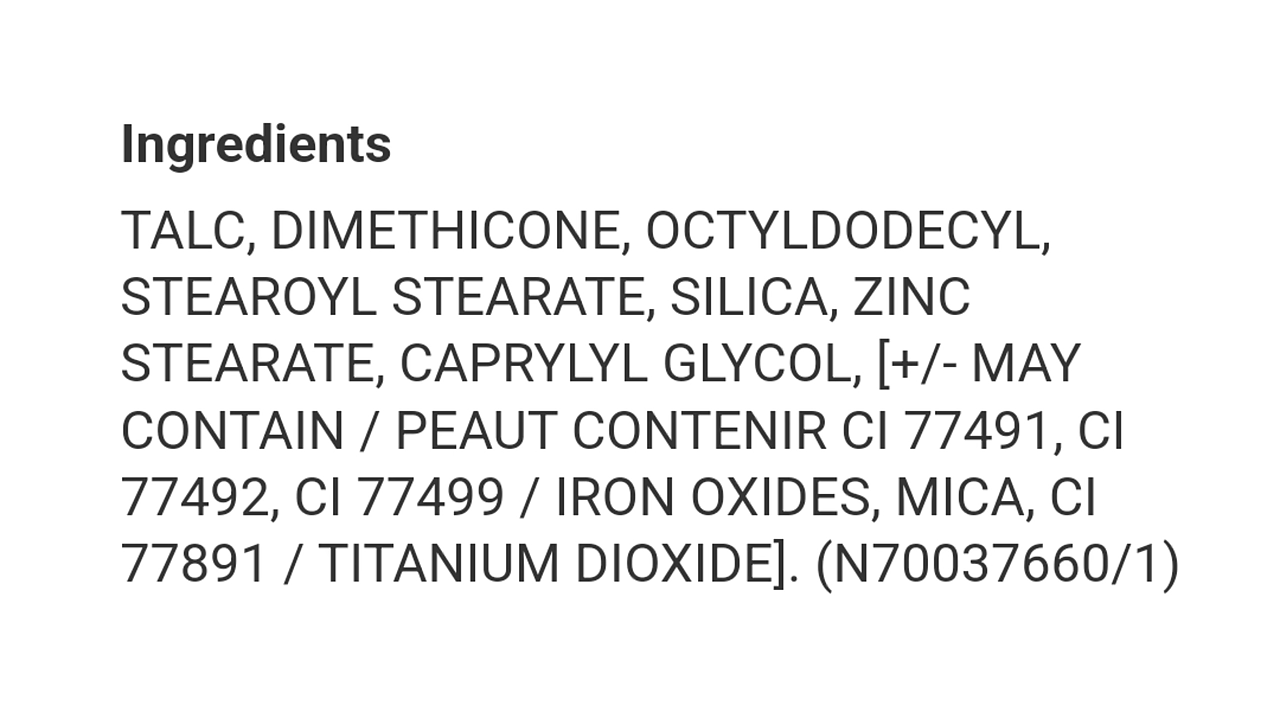 Ingredients
TALC, DIMETHICONE, OCTYLDODECYL,
STEAROYL STEARATE, SILICA, ZINC
STEARATE, CAPRYLYL GLYCOL, [+/- MAY
CONTAIN / PEAUT CONTENIR CI 77491, CI
77492, CI 77499 / IRON OXIDES, MICA, CI
77891 / TITANIUM DIOXIDE]. (N70037660/1)